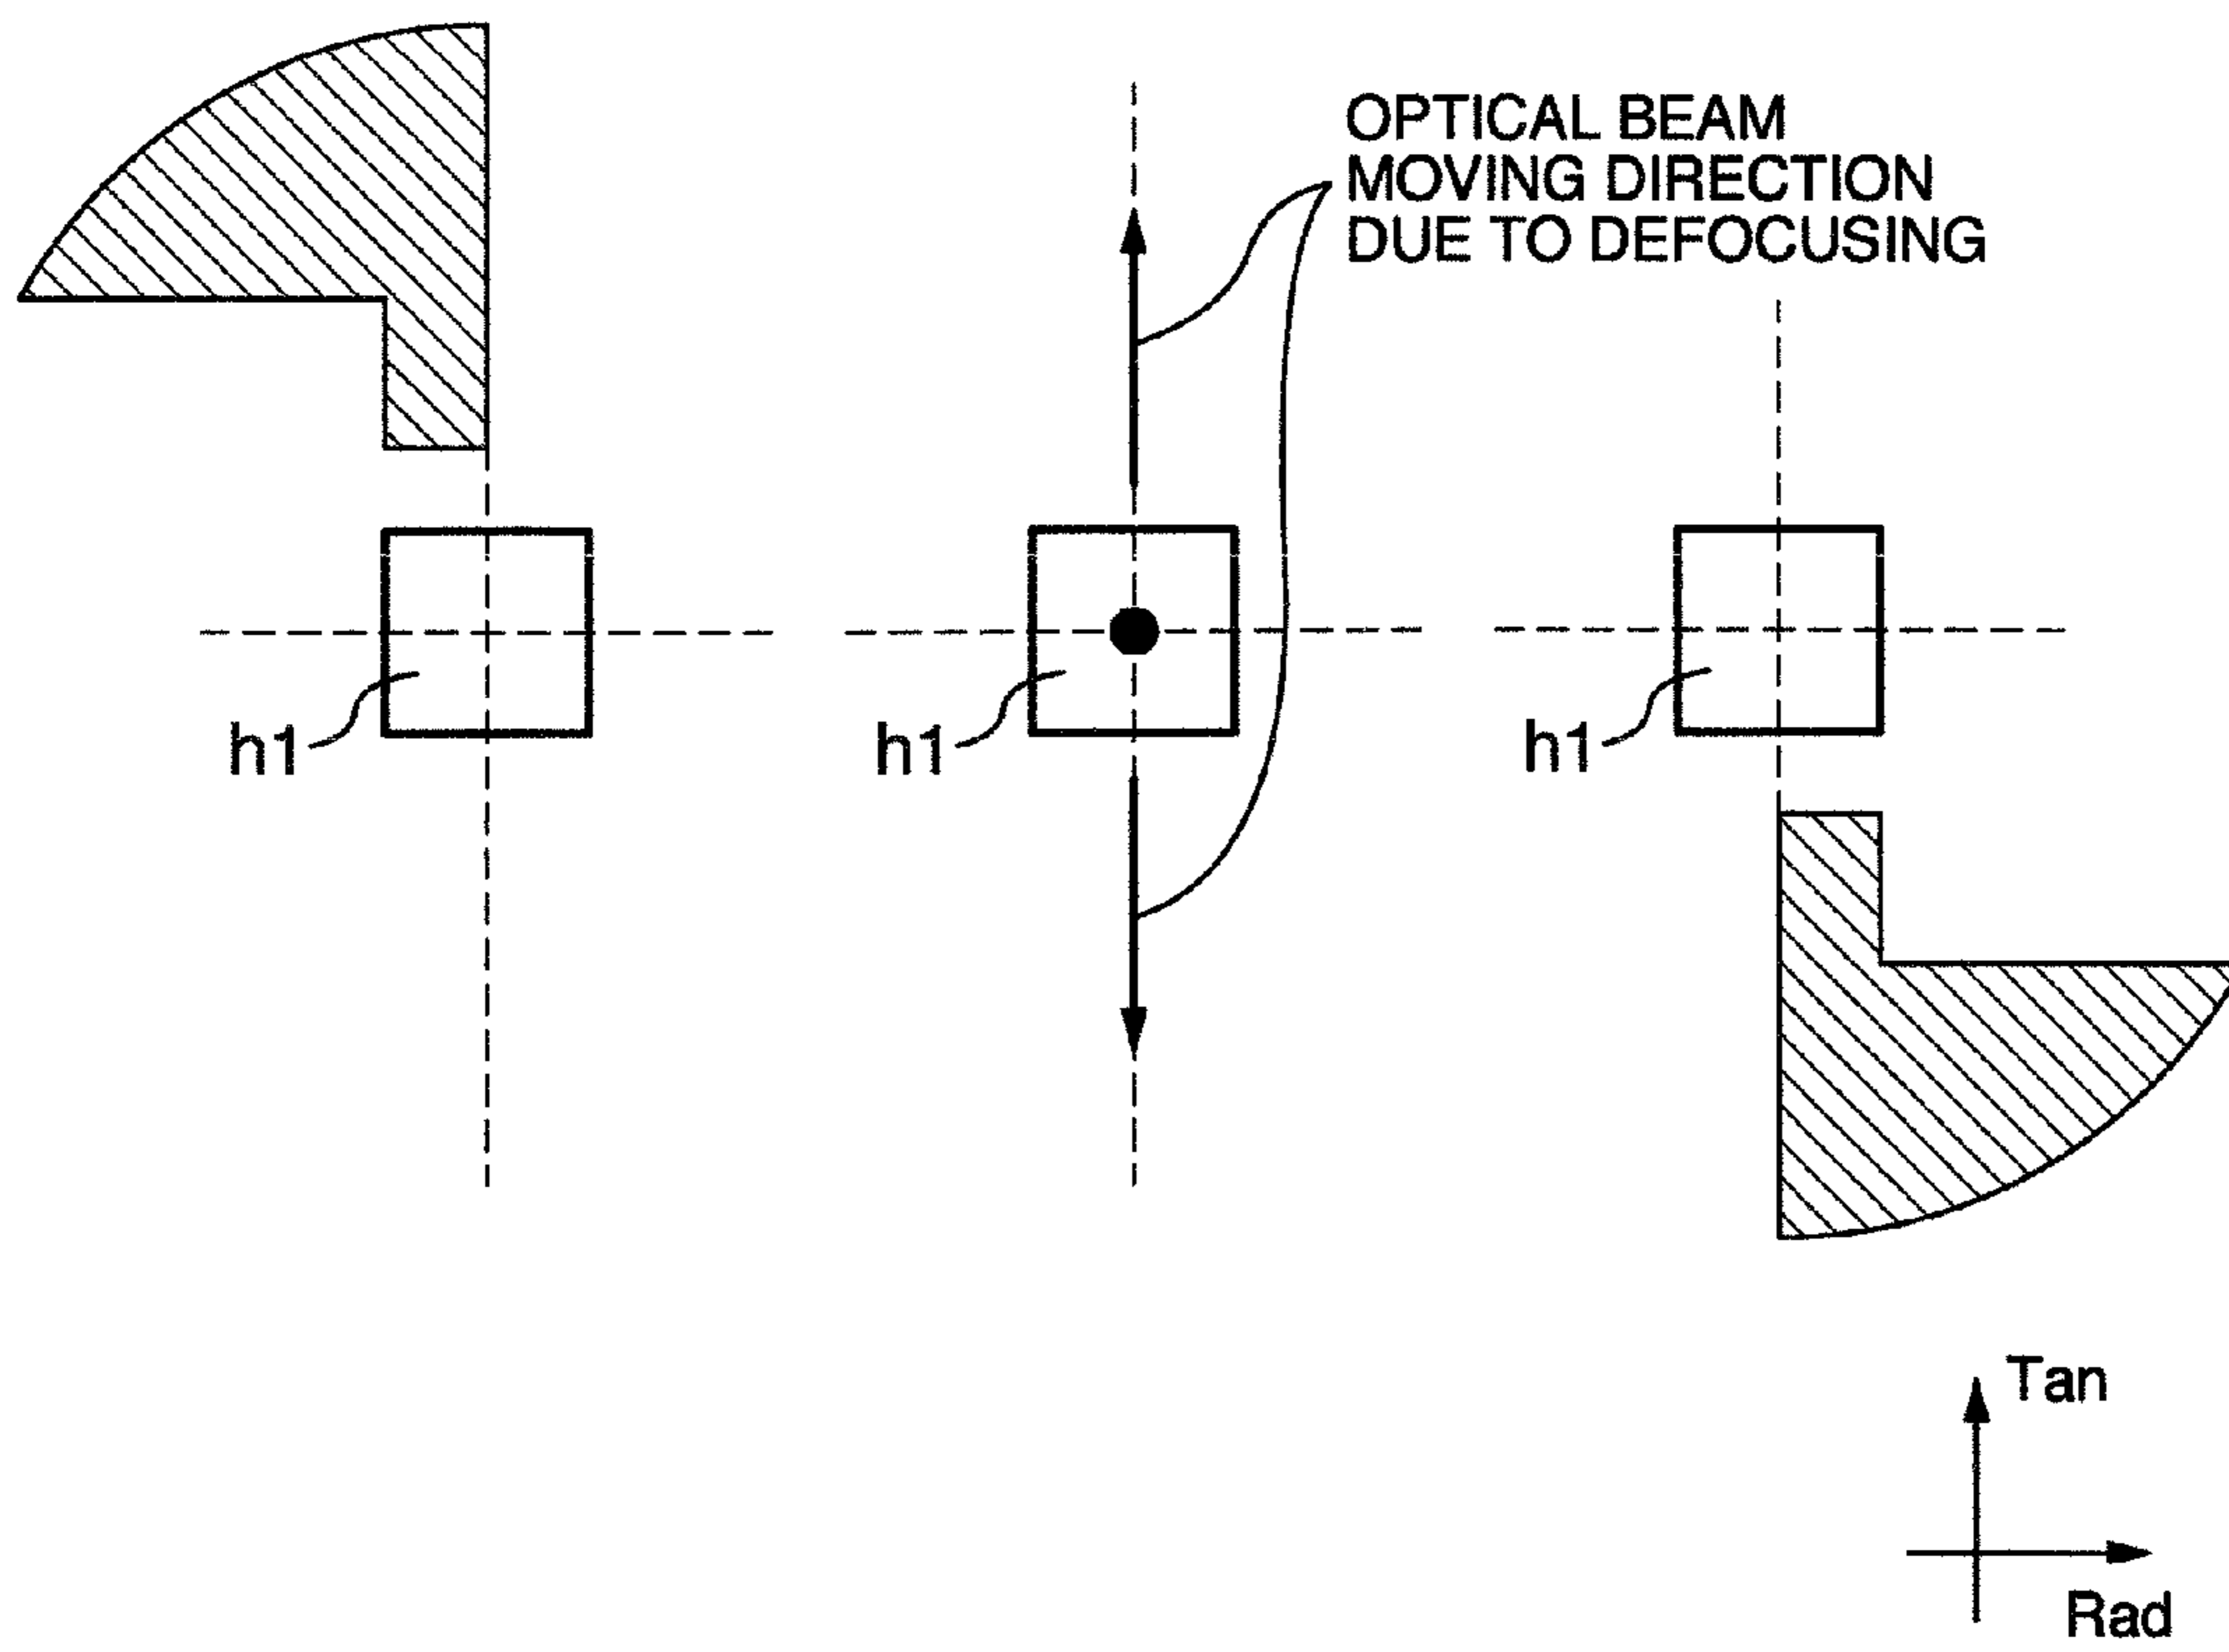 OPTICAL BEAM
MOVING DIRECTION
DUE TO DEFOCUSING
h1
h1
h1
Tan
Rad